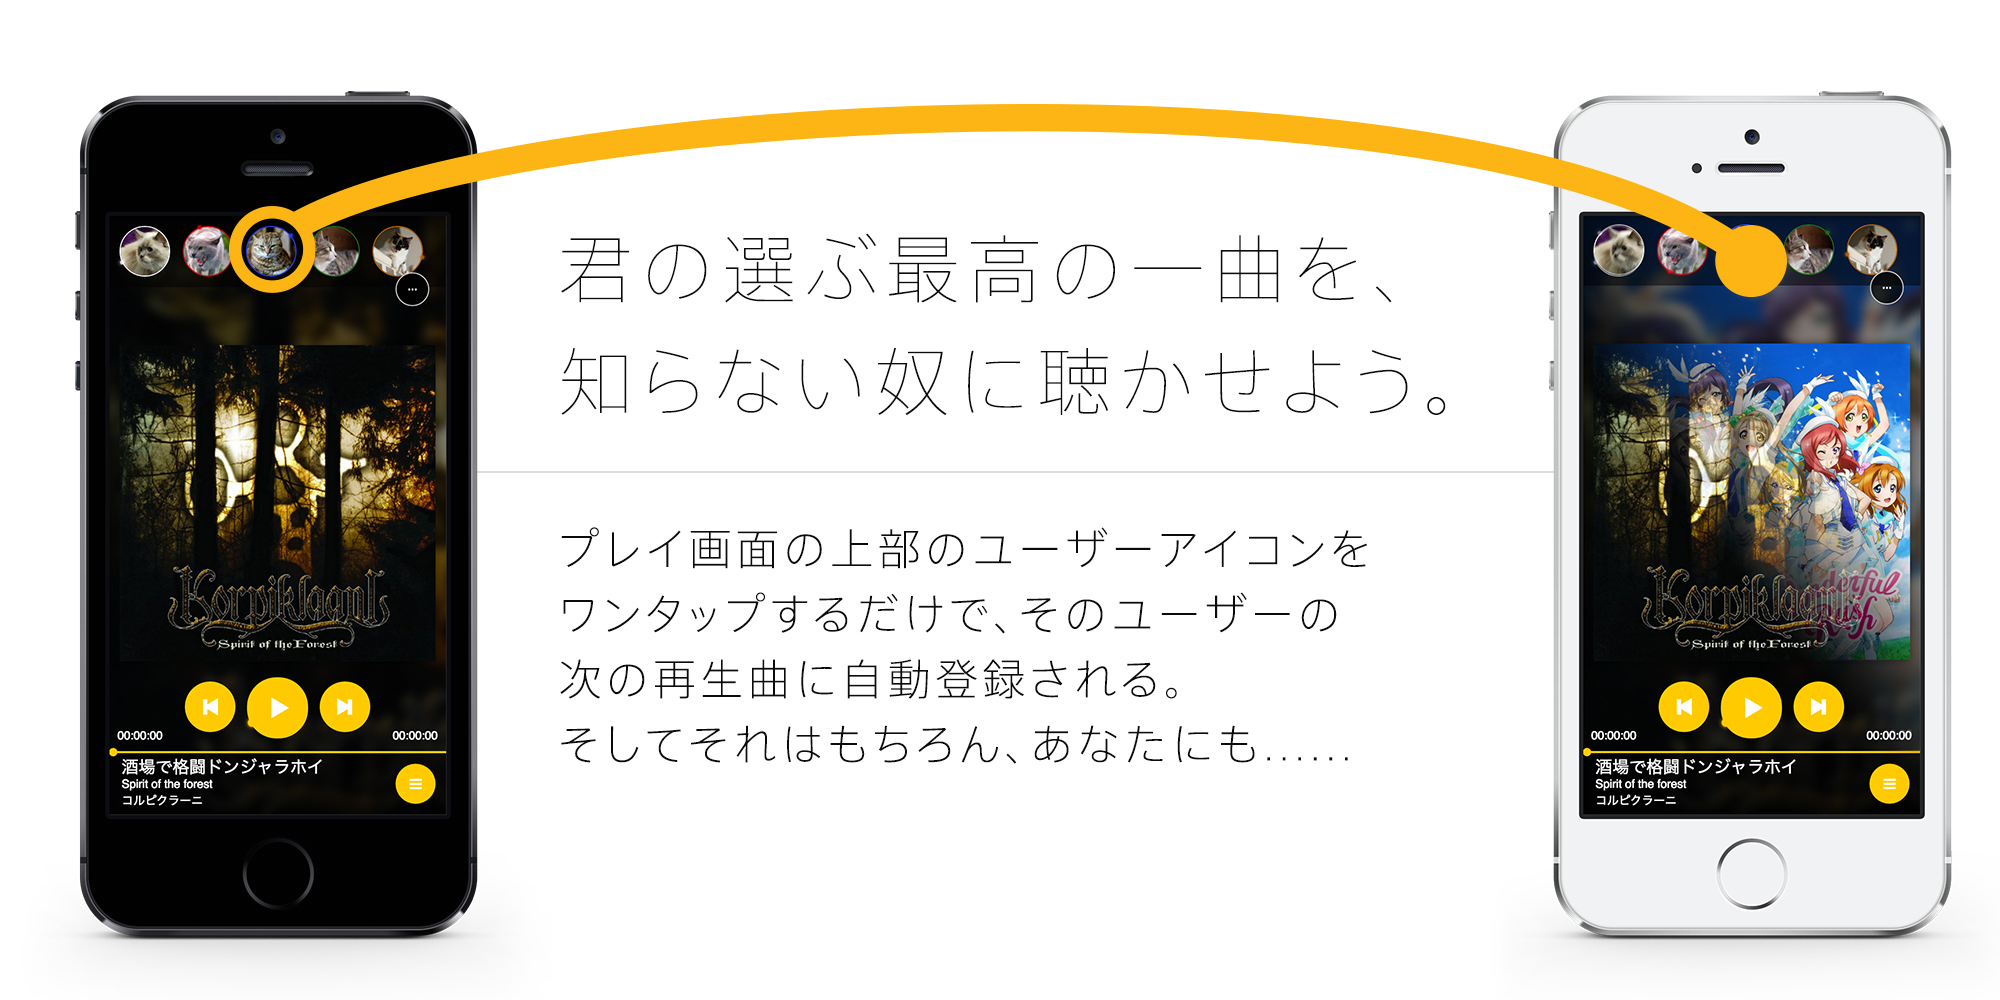 君の選ぶ最高の一曲を、
知らない奴に聴かせよう。
プレイ画面の上部のユーザーアイコンを
ワンタップするだけで、そのユーザーの
次の再生曲に自動登録される。
そしてそれはもちろん、あなたにも......
Korpiklaani
Spirit of the Forest
00:00:00
00:00:00
酒場で格闘ドンジャラホイ
Spirit of the forest
コルピクラーニ
Korpiklaani
Wonderful
Rush
Spirit of the Forest
00:00:00
00:00:00
酒場で格闘ドンジャラホイ
Spirit of the forest
コルピクラーニ